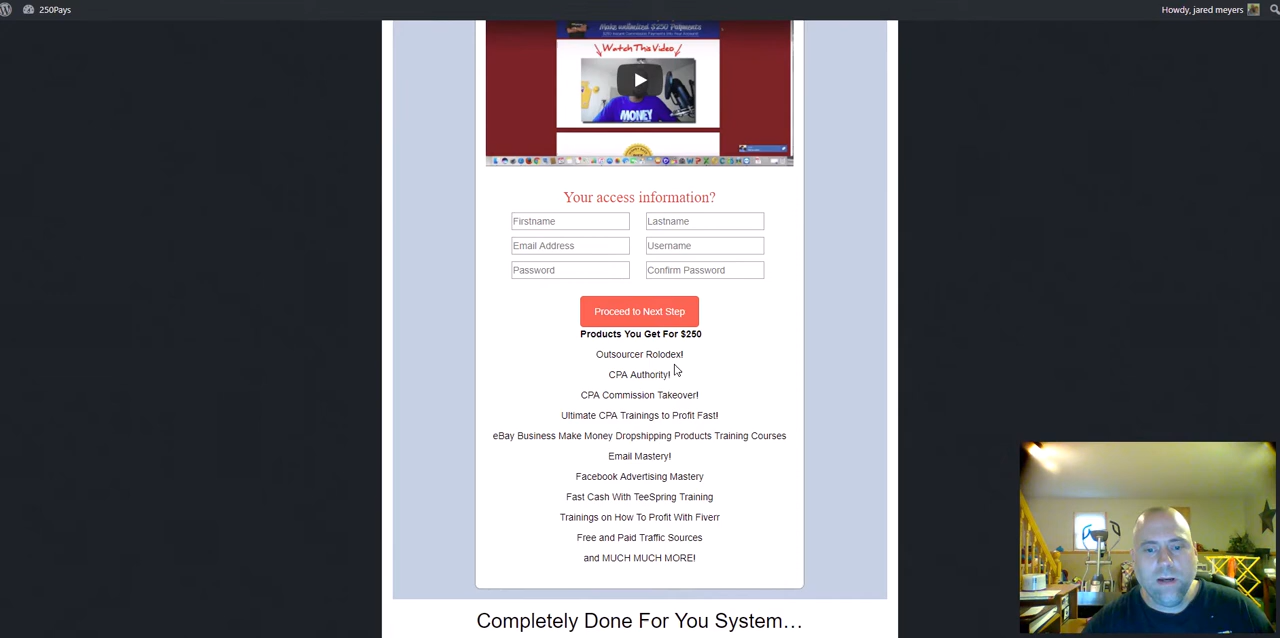 250Pays
Howdy, jared meyers
Make unlimited $250 Payments
Watch This Video
MONEY
Your access information?
Firstname
Lastname
Email Address
Username
Password
Confirm Password
Proceed to Next Step
Products You Get For $250
Outsourcer Rolodex!
CPA Authority!
CPA Commission Takeover!
Ultimate CPA Trainings to Profit Fast!
eBay Business Make Money Dropshipping Products Training Courses
Email Mastery!
Facebook Advertising Mastery
Fast Cash With TeeSpring Training
Trainings on How To Profit With Fiverr
Free and Paid Traffic Sources
and MUCH MUCH MORE!
Completely Done For You System…